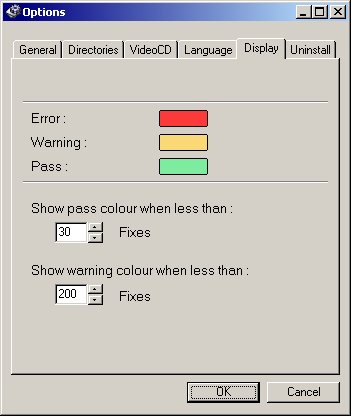 Options
General Directories VideoCD Language Display Uninstall
Error :
Warning :
Pass :
Show pass colour when less than :
30 Fixes
Show warning colour when less than :
200 Fixes
OK Cancel